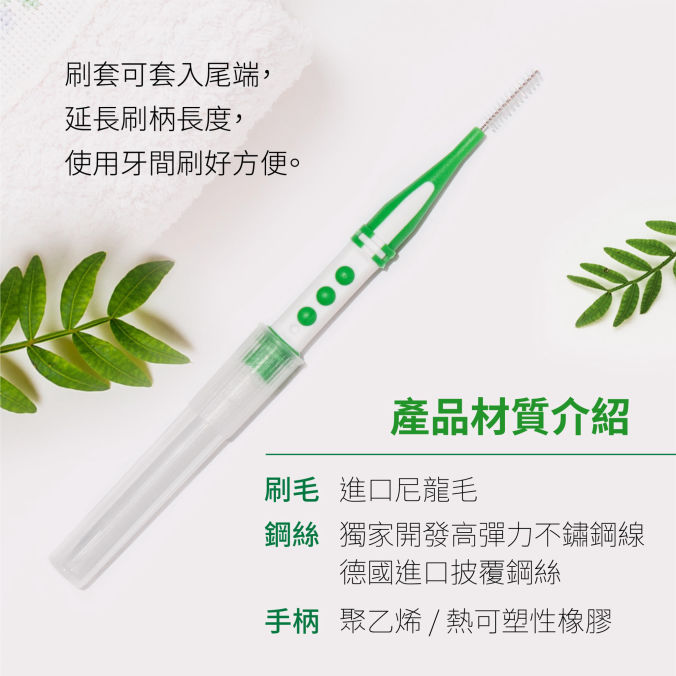 刷套可套入尾端，
延長刷柄長度，
使用牙間刷好方便。
產品材質介紹
刷毛 進口尼龍毛
鋼絲 獨家開發高彈力不鏽鋼線
德國進口披覆鋼絲
手柄 聚乙烯 / 熱可塑性橡膠